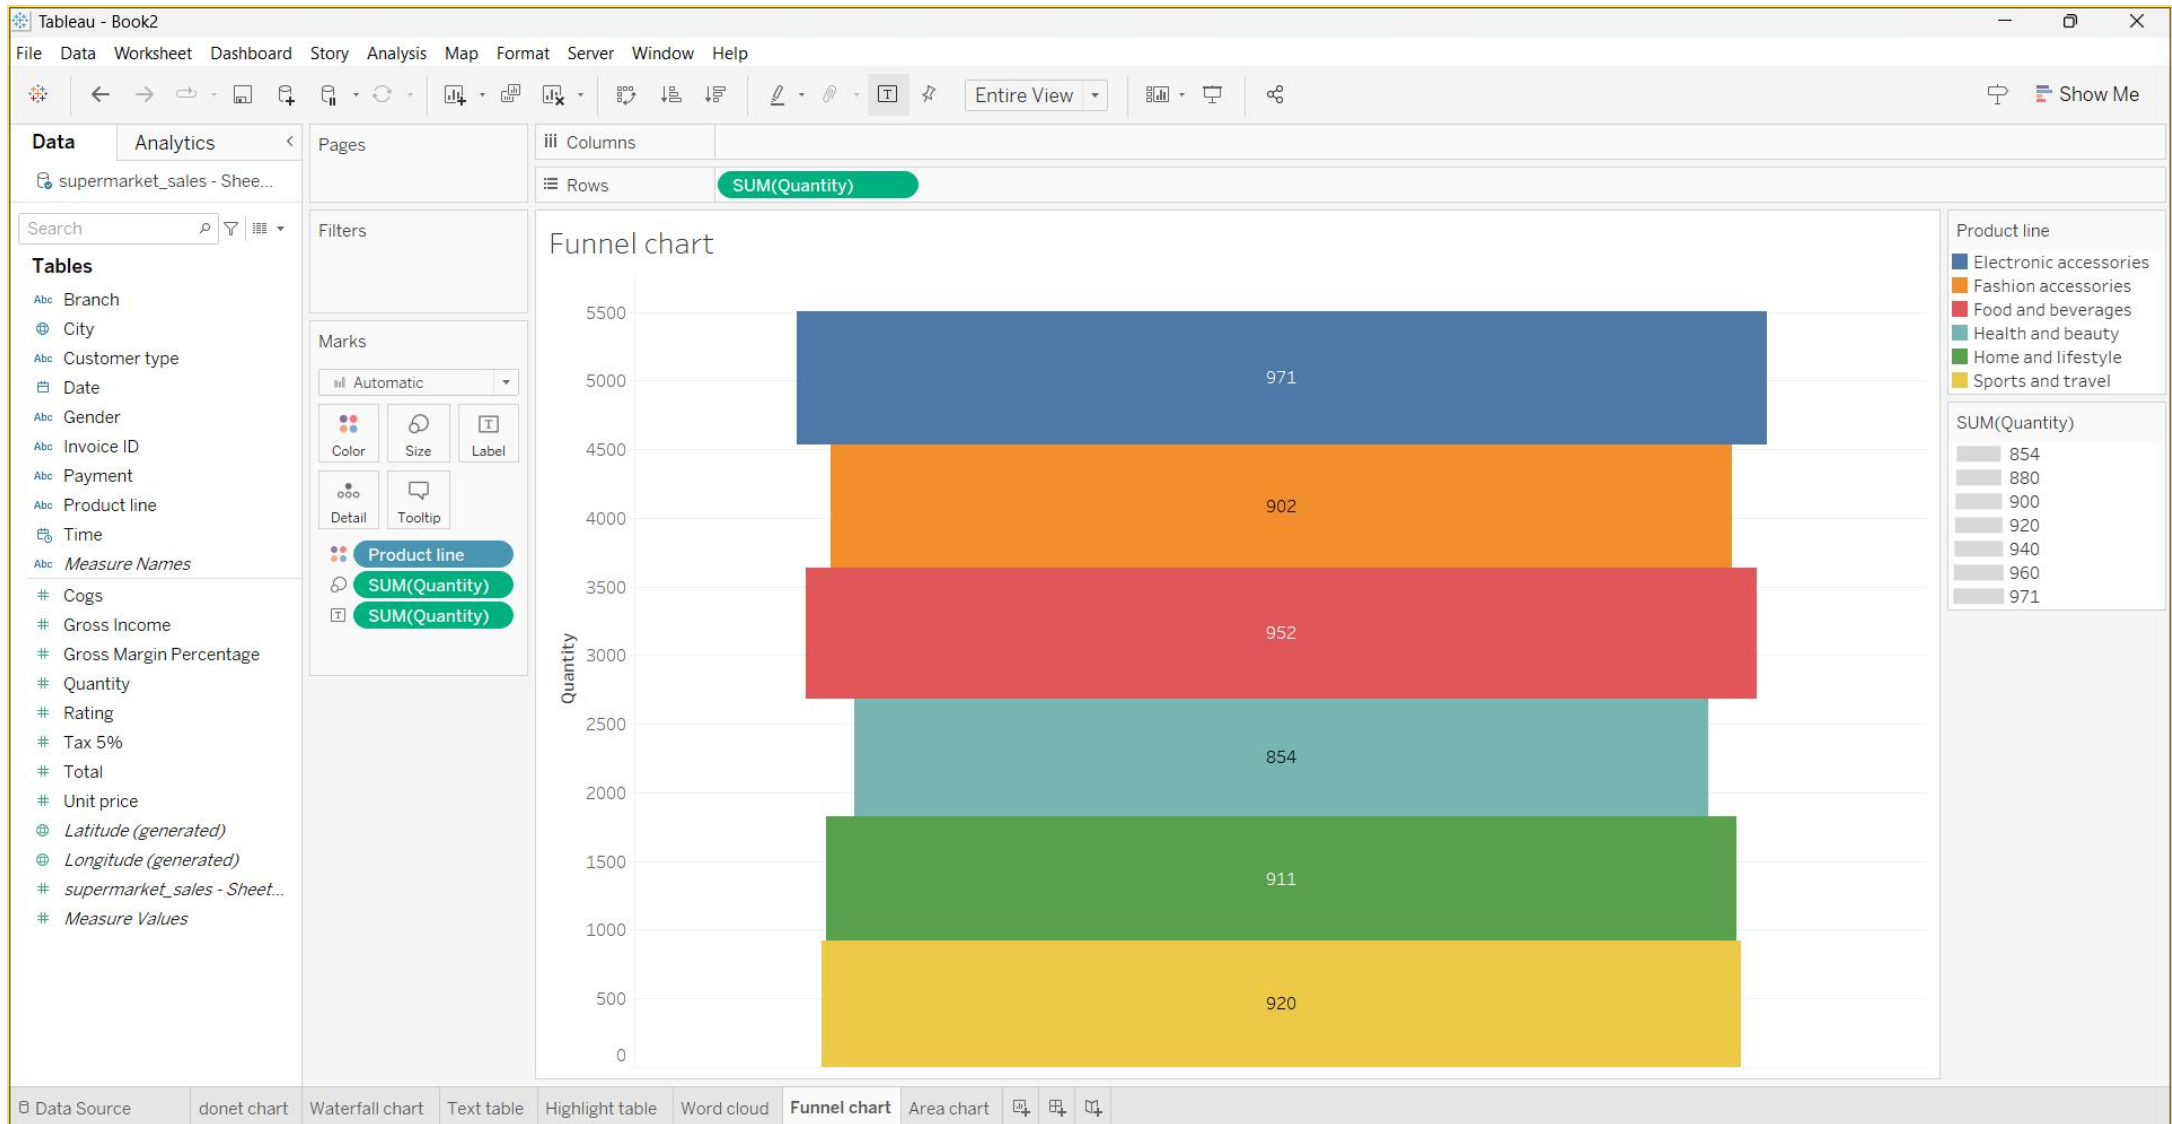 Tableau - Book2
File Data Worksheet Dashboard Story Analysis Map Format Server Window Help
Entire View
Show Me
Data
Analytics
supermarket_sales - Shee...
Search
Tables
Abc Branch
City
Abc Customer type
Date
Abc Gender
Abc Invoice ID
Abc Payment
Abc Product line
Time
Abc Measure Names
# Cogs
# Gross Income
# Gross Margin Percentage
# Quantity
# Rating
# Tax 5%
# Total
# Unit price
Latitude (generated)
Longitude (generated)
# supermarket_sales - Sheet...
# Measure Values
Pages
Filters
Marks
Automatic
Color
Size
Label
Detail
Tooltip
Product line
SUM(Quantity)
SUM(Quantity)
Columns
Rows
SUM(Quantity)
Funnel chart
Quantity
5500
5000
4500
4000
3500
3000
2500
2000
1500
1000
500
0
971
902
952
854
911
920
Product line
Electronic accessories
Fashion accessories
Food and beverages
Health and beauty
Home and lifestyle
Sports and travel
SUM(Quantity)
854
880
900
920
940
960
971
Data Source
donet chart
Waterfall chart
Text table
Highlight table
Word cloud
Funnel chart
Area chart